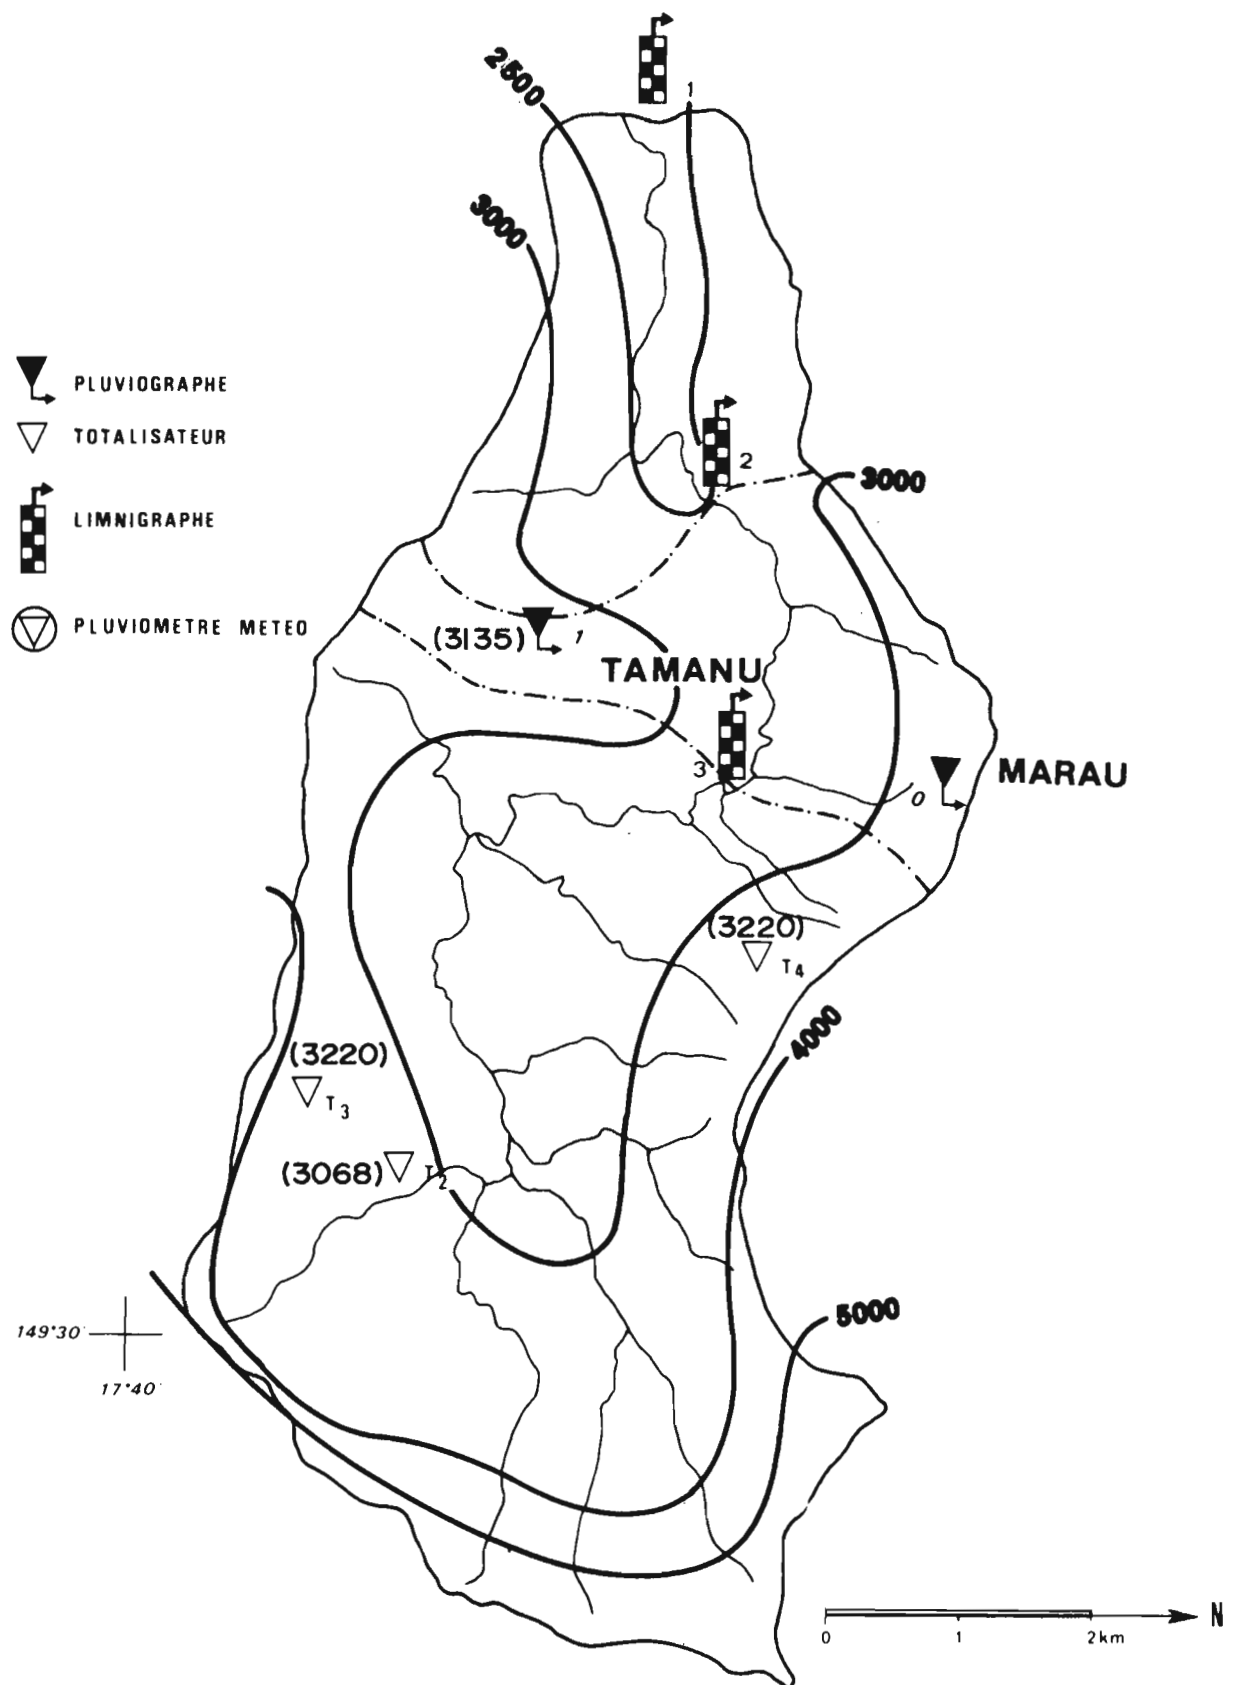 2500
1
3000
PLUVIOGRAPHE
TOTALISATEUR
2
3000
LIMNIGRAPHE
PLUVIOMETRE METEO
(3135)
1
TAMANU
3
0
MARAU
(3220)
T4
4000
(3220)
T3
(3068)
T2
5000
149°30'
17°40'
N
0
1
2km